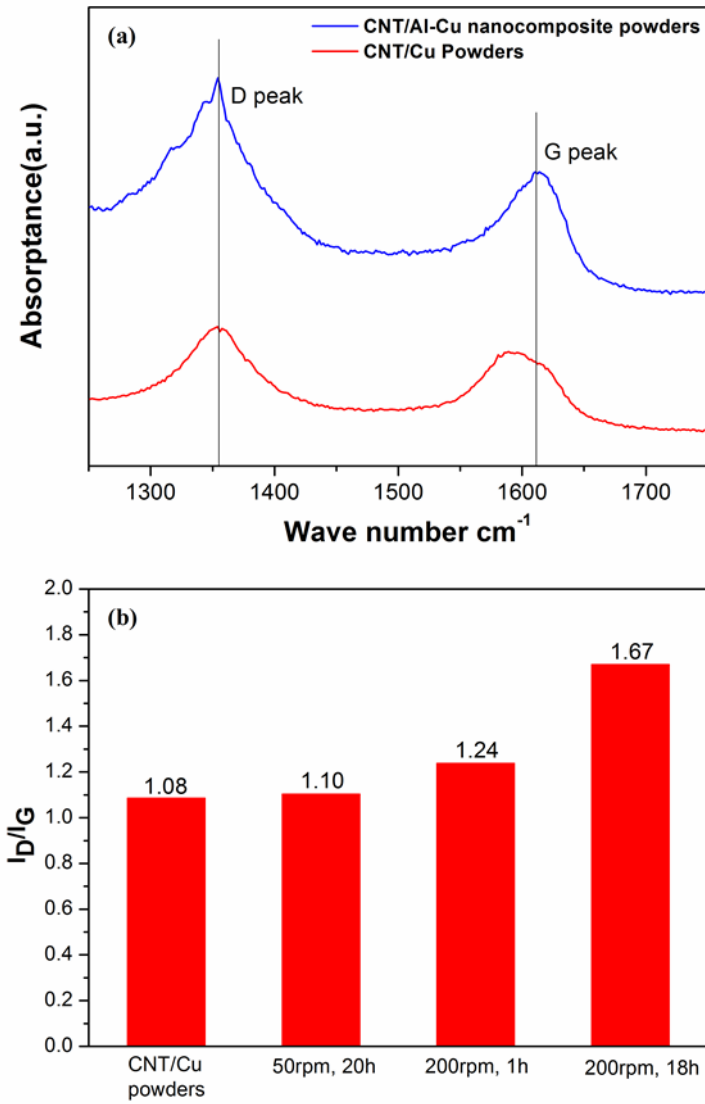 (a)
CNT/Al-Cu nanocomposite powders
CNT/Cu Powders
D peak
G peak
Absorptance(a.u.)
1300 1400 1500 1600 1700
Wave number cm⁻¹
(b)
2.0
1.8
1.6
1.4
1.2
1.0
0.8
0.6
0.4
0.2
0.0
I_D/I_G
1.08
1.10
1.24
1.67
CNT/Cu
powders
50rpm, 20h
200rpm, 1h
200rpm, 18h